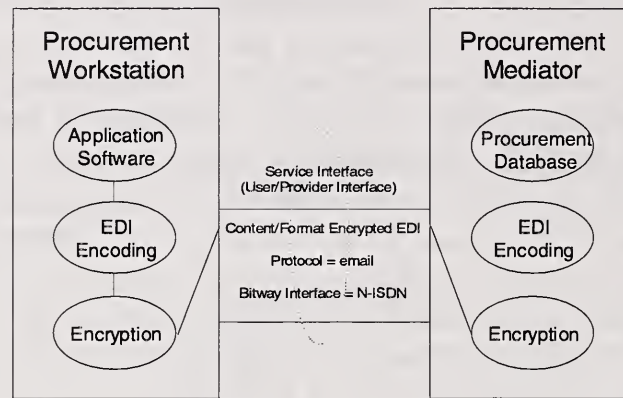 Procurement
Workstation
Application
Software
EDI
Encoding
Encryption
Service Interface
(User/Provider Interface)
Content/Format Encrypted EDI
Protocol = email
Bitway Interface = N-ISDN
Procurement
Mediator
Procurement
Database
EDI
Encoding
Encryption